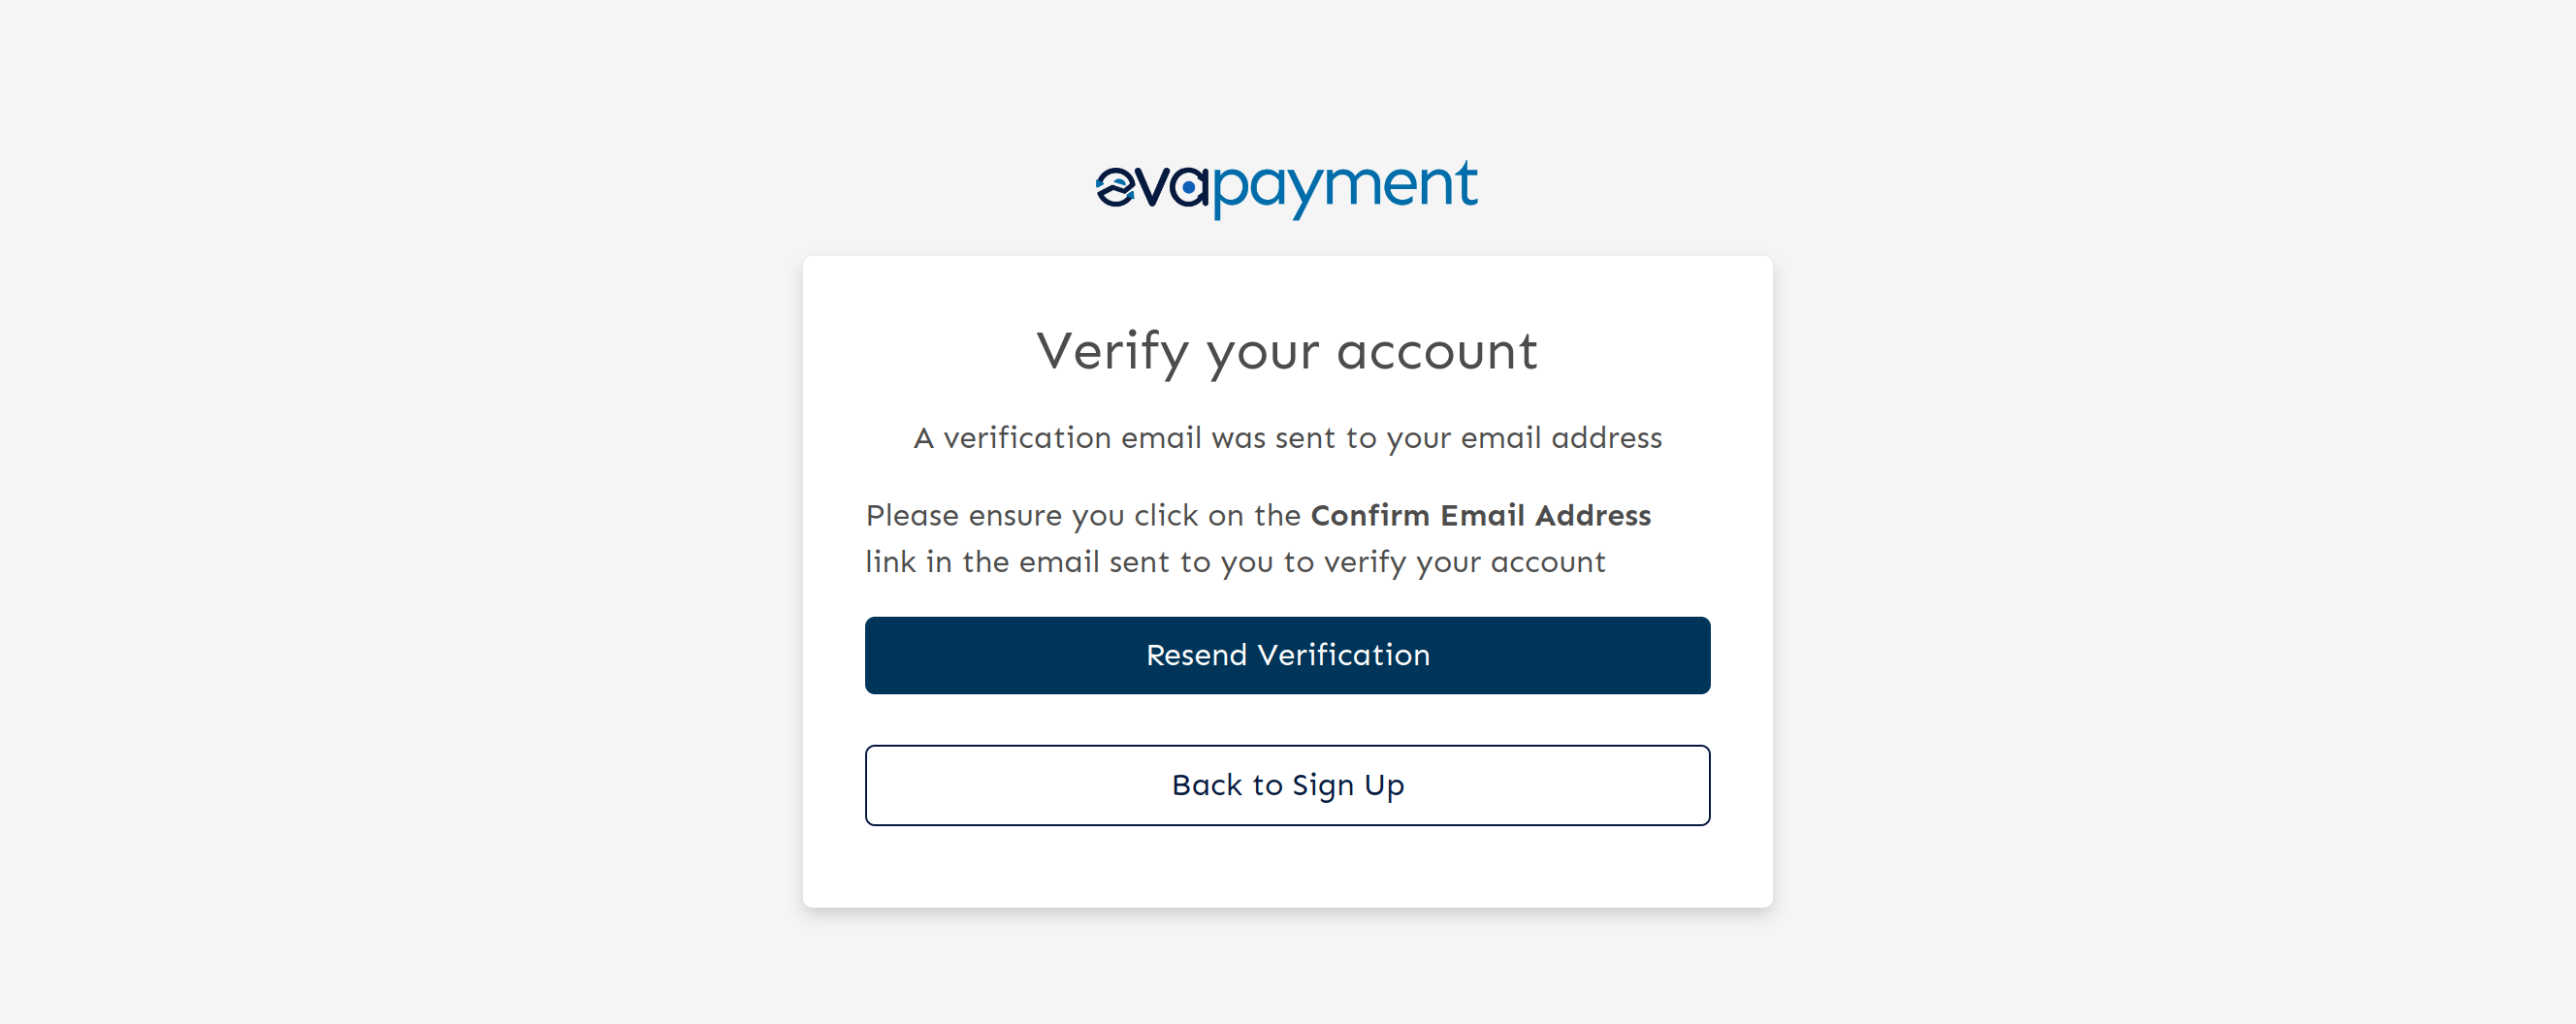 evapayment
Verify your account
A verification email was sent to your email address
Please ensure you click on the Confirm Email Address
link in the email sent to you to verify your account
Resend Verification
Back to Sign Up